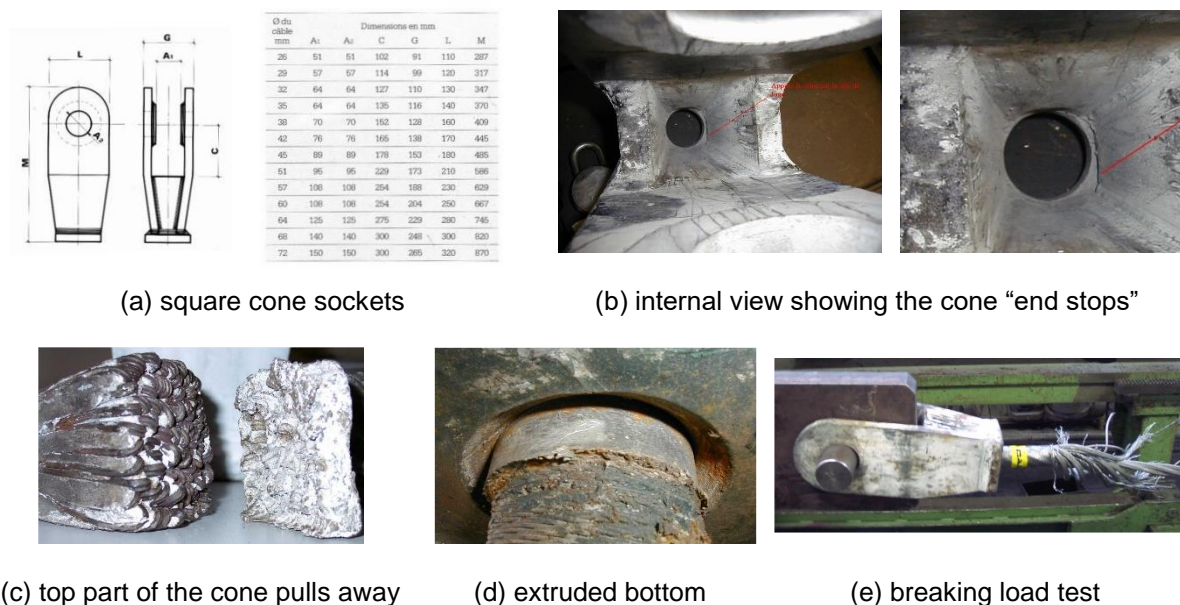 G
L
A1
A2
M
C
Ø du
câble
mm
Dimensions en mm
A1 A2 C G L M
26 51 51 102 91 110 287
29 57 57 114 99 120 317
32 64 64 127 110 130 347
35 64 64 135 116 140 370
38 70 70 152 128 160 409
42 76 76 165 138 170 445
45 89 89 178 153 180 485
51 95 95 229 173 210 586
57 108 108 254 188 230 629
60 108 108 254 204 250 667
64 125 125 275 229 280 745
68 140 140 300 248 300 820
72 150 150 300 265 320 870
(a) square cone sockets
(b) internal view showing the cone “end stops”
(c) top part of the cone pulls away
(d) extruded bottom
(e) breaking load test